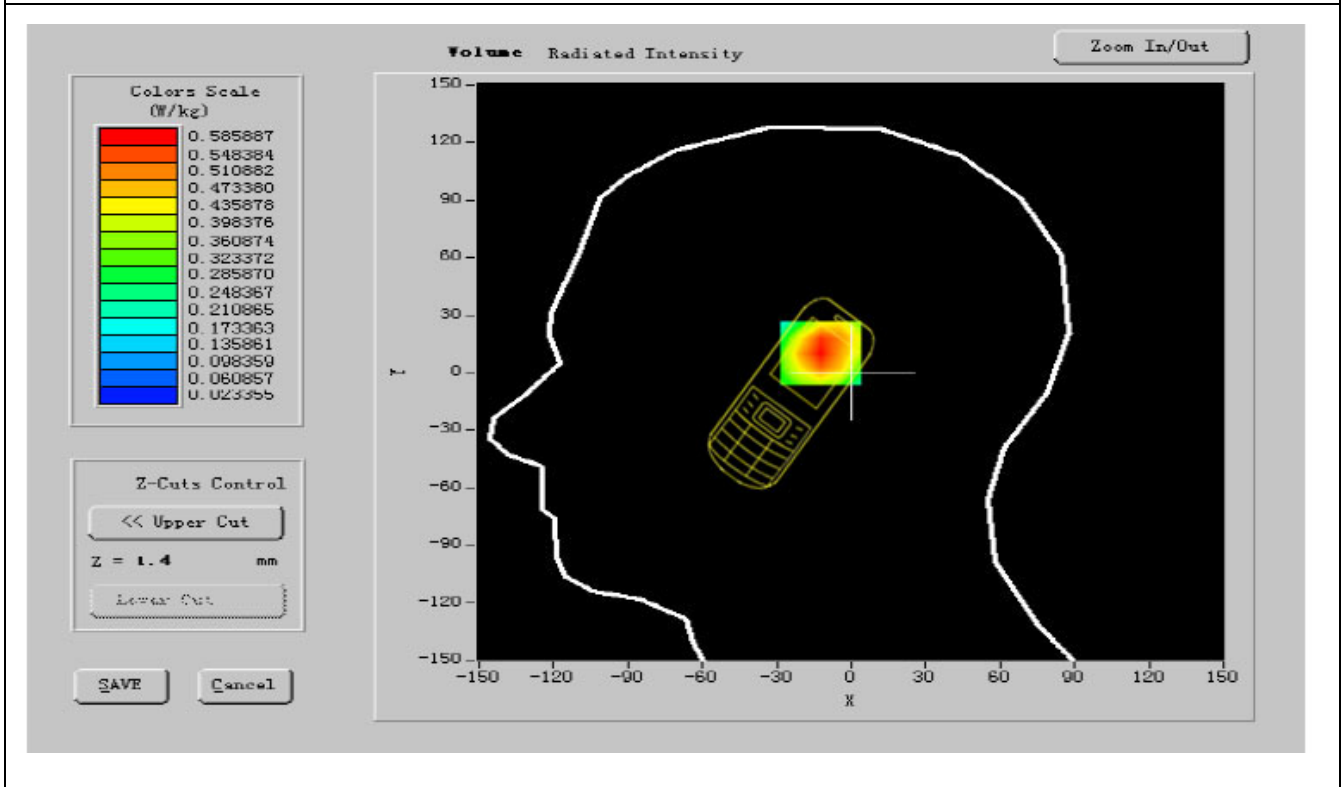 Volume Radiated Intensity
Zoom In/Out
Colors Scale
(W/kg)
0.585887
0.548384
0.510882
0.473380
0.435878
0.398376
0.360874
0.323372
0.285870
0.248367
0.210865
0.173363
0.135861
0.098359
0.060857
0.023355
Z-Cuts Control
<< Upper Cut
Z = 1.4 mm
Lower Cut
SAVE Cancel
150
120
90
60
30
0
-30
-60
-90
-120
-150
Y
-150 -120 -90 -60 -30 0 30 60 90 120 150
X